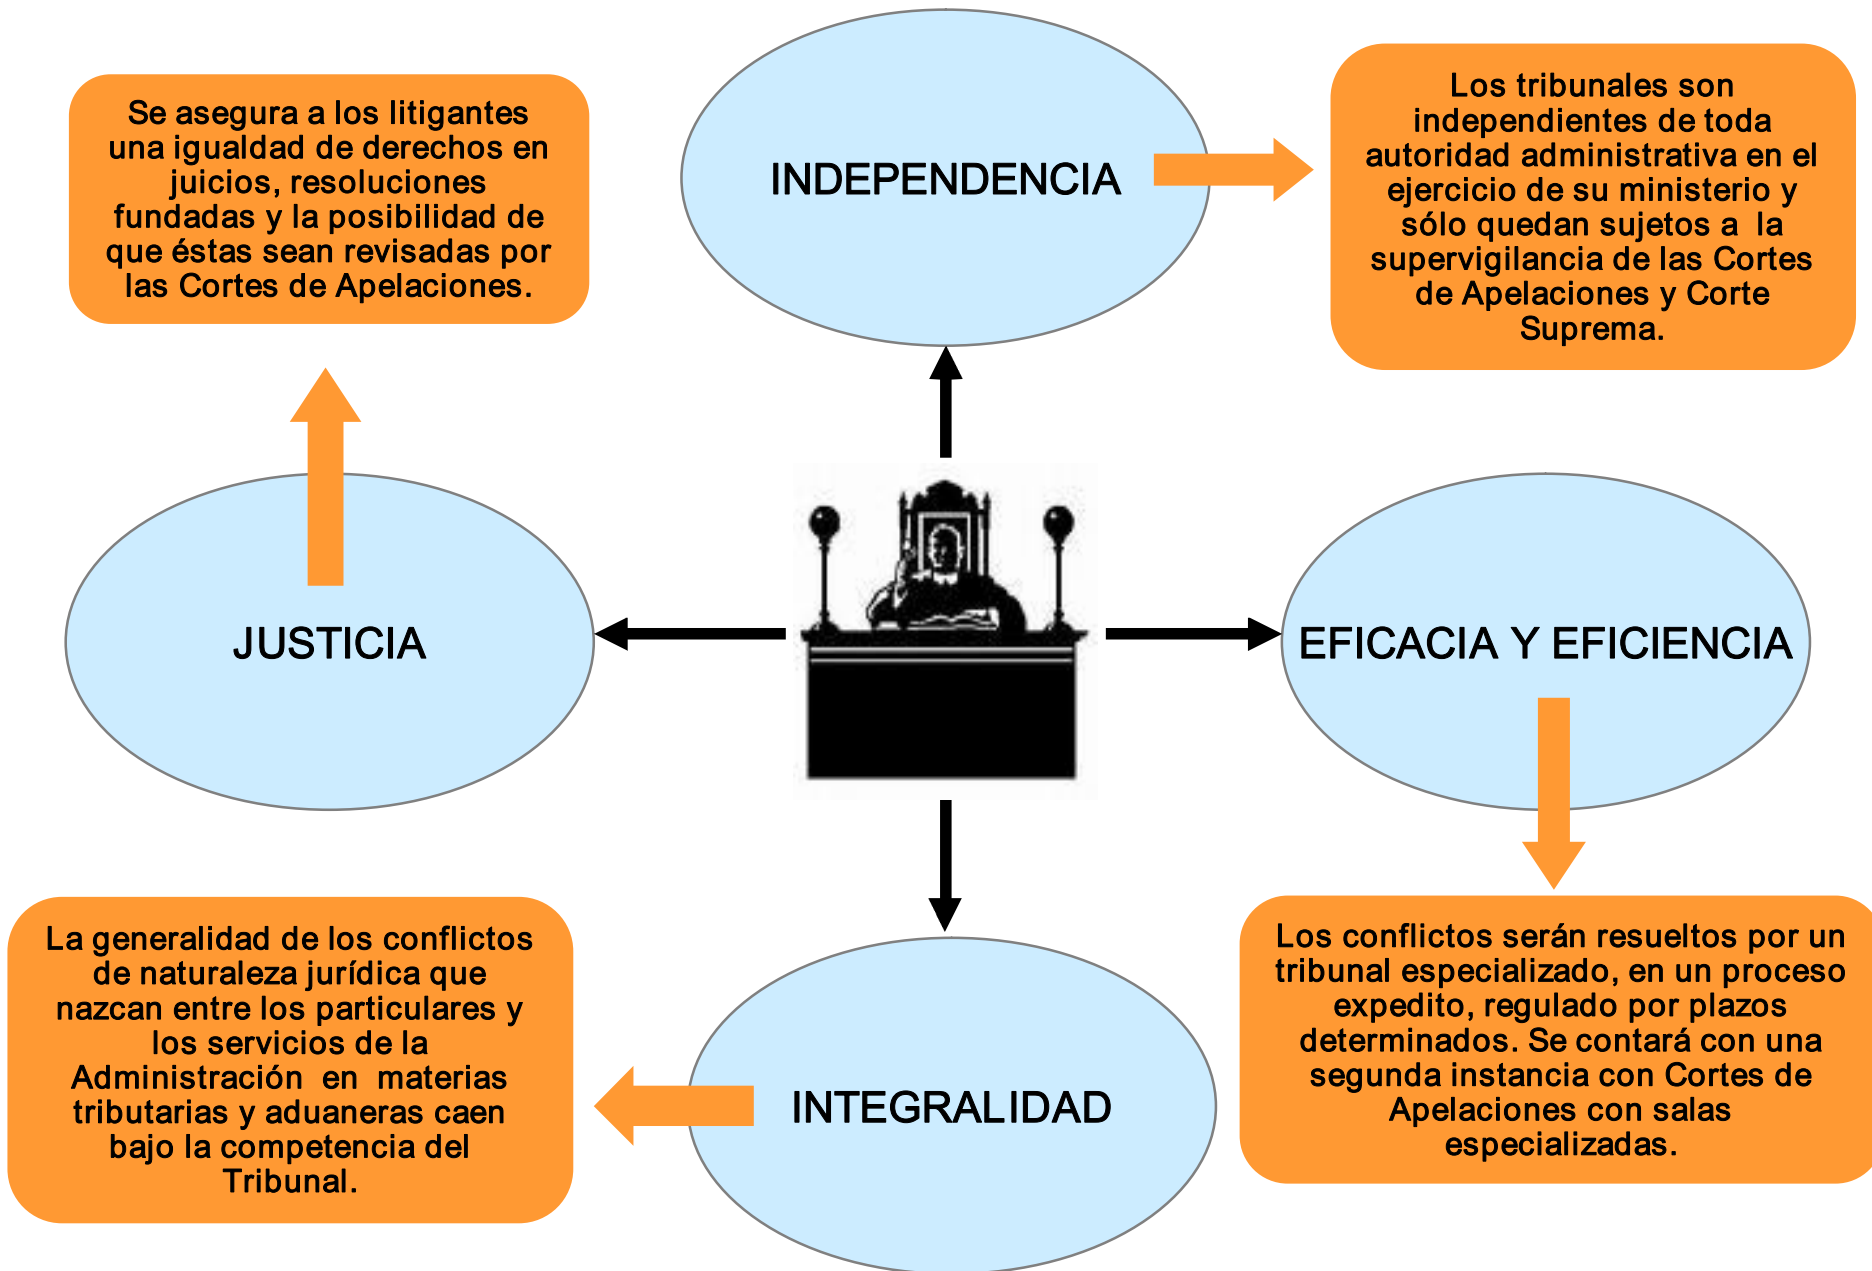 Se asegura a los litigantes
una igualdad de derechos en
juicios, resoluciones
fundadas y la posibilidad de
que éstas sean revisadas por
las Cortes de Apelaciones.
INDEPENDENCIA
Los tribunales son
independientes de toda
autoridad administrativa en el
ejercicio de su ministerio y
sólo quedan sujetos a la
supervigilancia de las Cortes
de Apelaciones y Corte
Suprema.
JUSTICIA
EFICACIA Y EFICIENCIA
La generalidad de los conflictos
de naturaleza jurídica que
nazcan entre los particulares y
los servicios de la
Administración en materias
tributarias y aduaneras caen
bajo la competencia del
Tribunal.
INTEGRALIDAD
Los conflictos serán resueltos por un
tribunal especializado, en un proceso
expedito, regulado por plazos
determinados. Se contará con una
segunda instancia con Cortes de
Apelaciones con salas
especializadas.